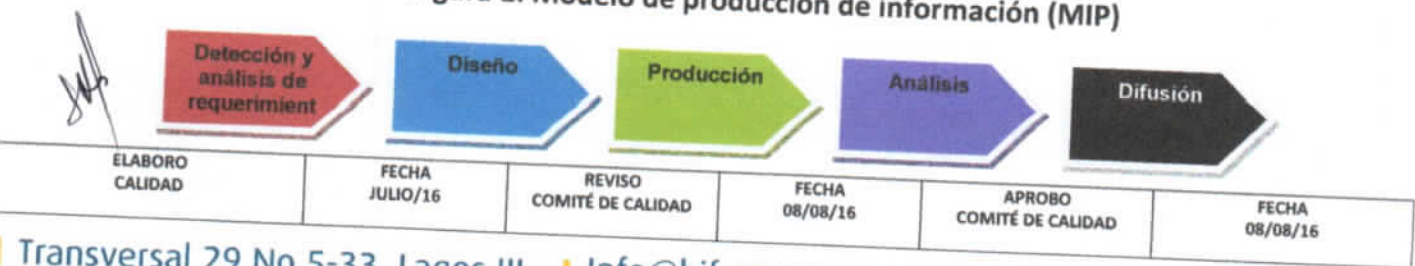 Modelo de producción de información (MIP)
Detección y
análisis de
requerimient
Diseño
Producción
Análisis
Difusión
ELABORO
CALIDAD
FECHA
JULIO/16
REVISO
COMITÉ DE CALIDAD
FECHA
08/08/16
APROBO
COMITÉ DE CALIDAD
FECHA
08/08/16
Transversal 29 No 5-33 Lagos III